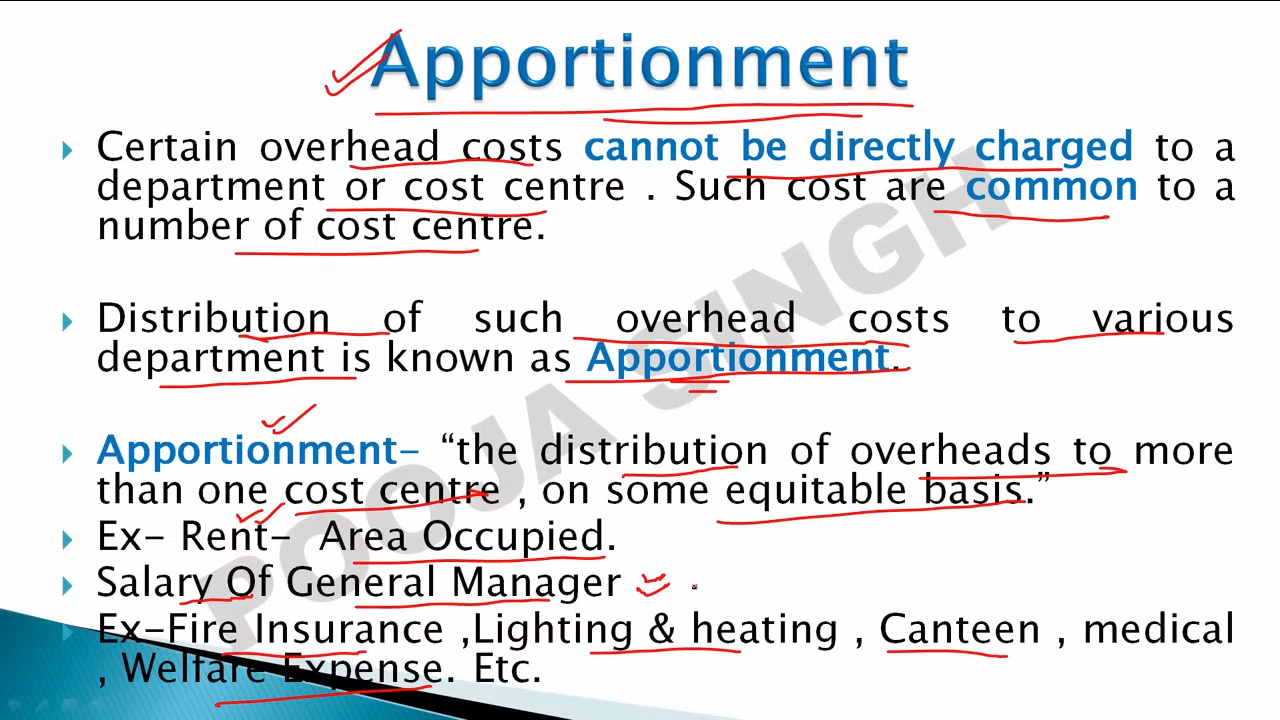 Apportionment
Certain overhead costs cannot be directly charged to a
department or cost centre . Such cost are common to a
number of cost centre.
Distribution of such overhead costs to various
department is known as Apportionment.
Apportionment- “the distribution of overheads to more
than one cost centre , on some equitable basis.”
Ex- Rent- Area Occupied.
Salary Of General Manager
Ex-Fire Insurance ,Lighting & heating , Canteen , medical
, Welfare Expense. Etc.
POOJA SINGH